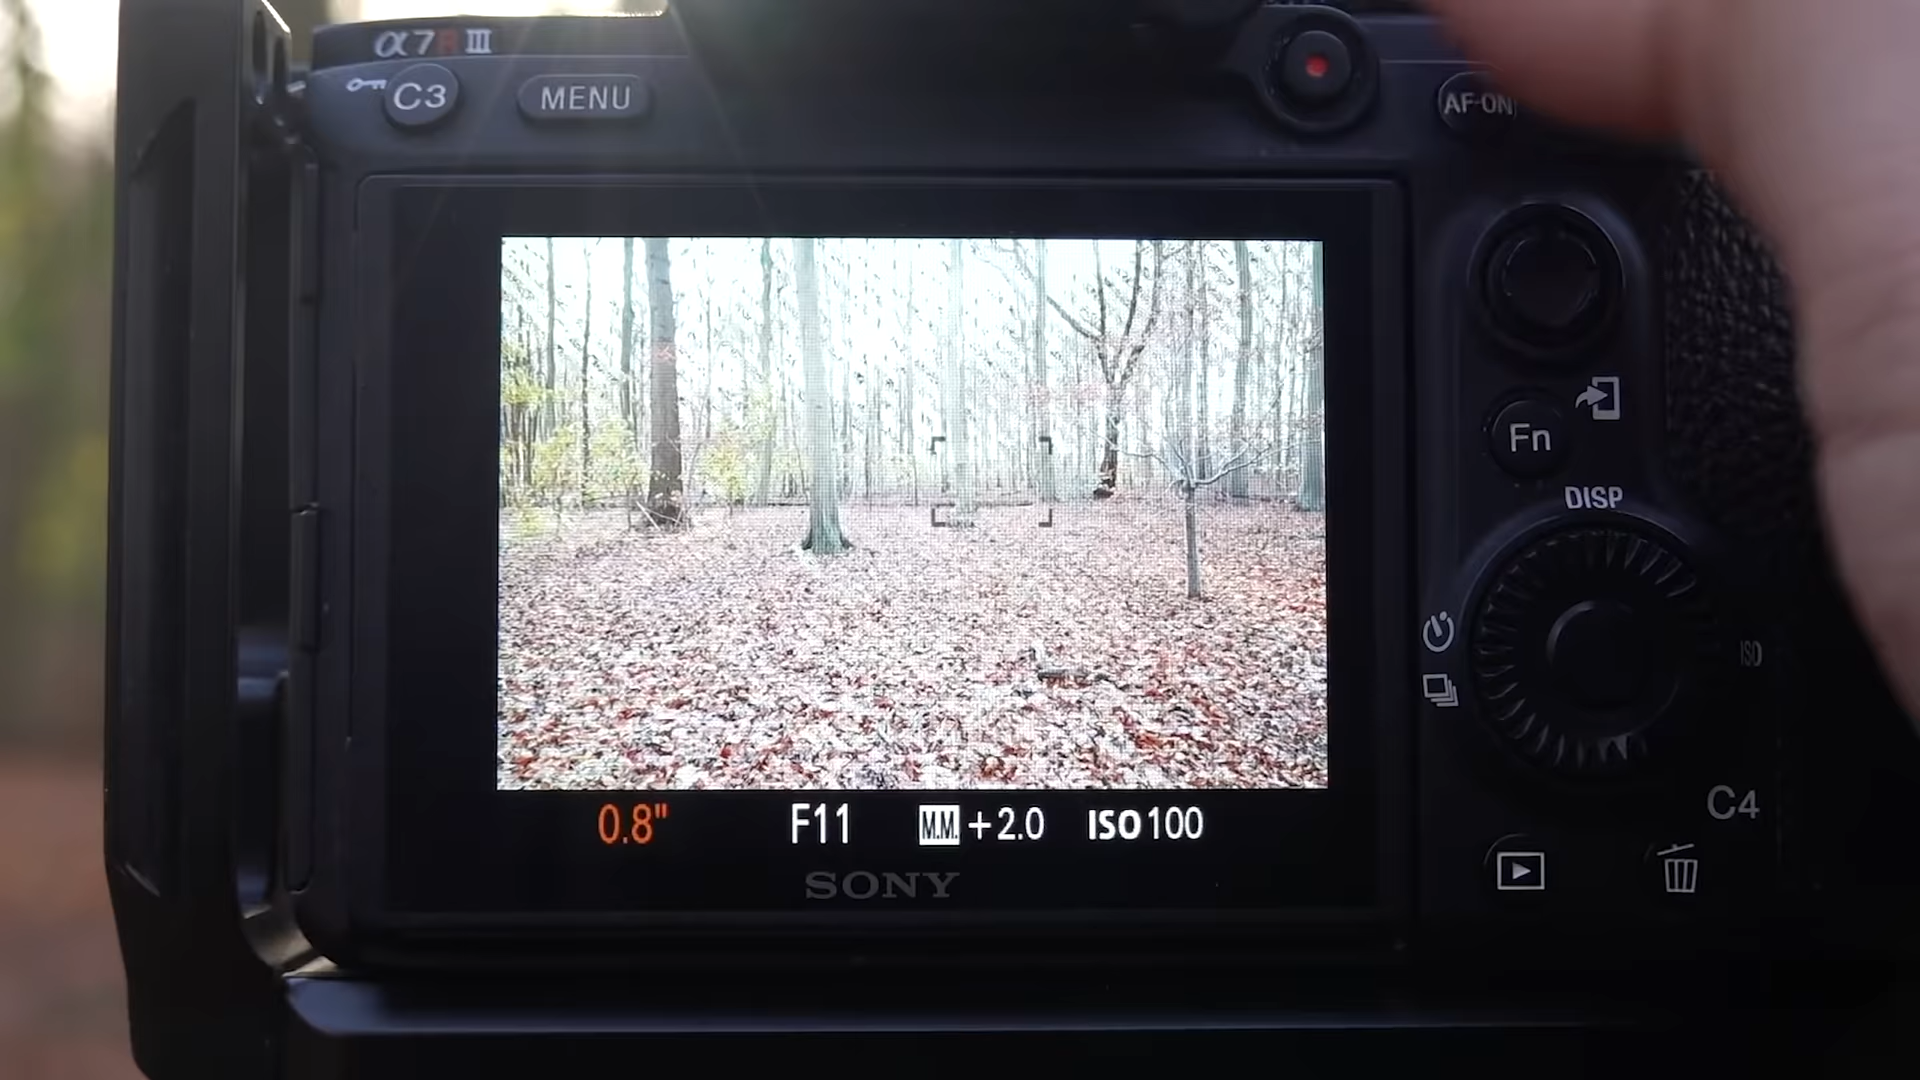 α7RIII
C3
MENU
AF-ON
Fn
DISP
ISO
C4
0.8" F11 M.M. +2.0 ISO 100
SONY